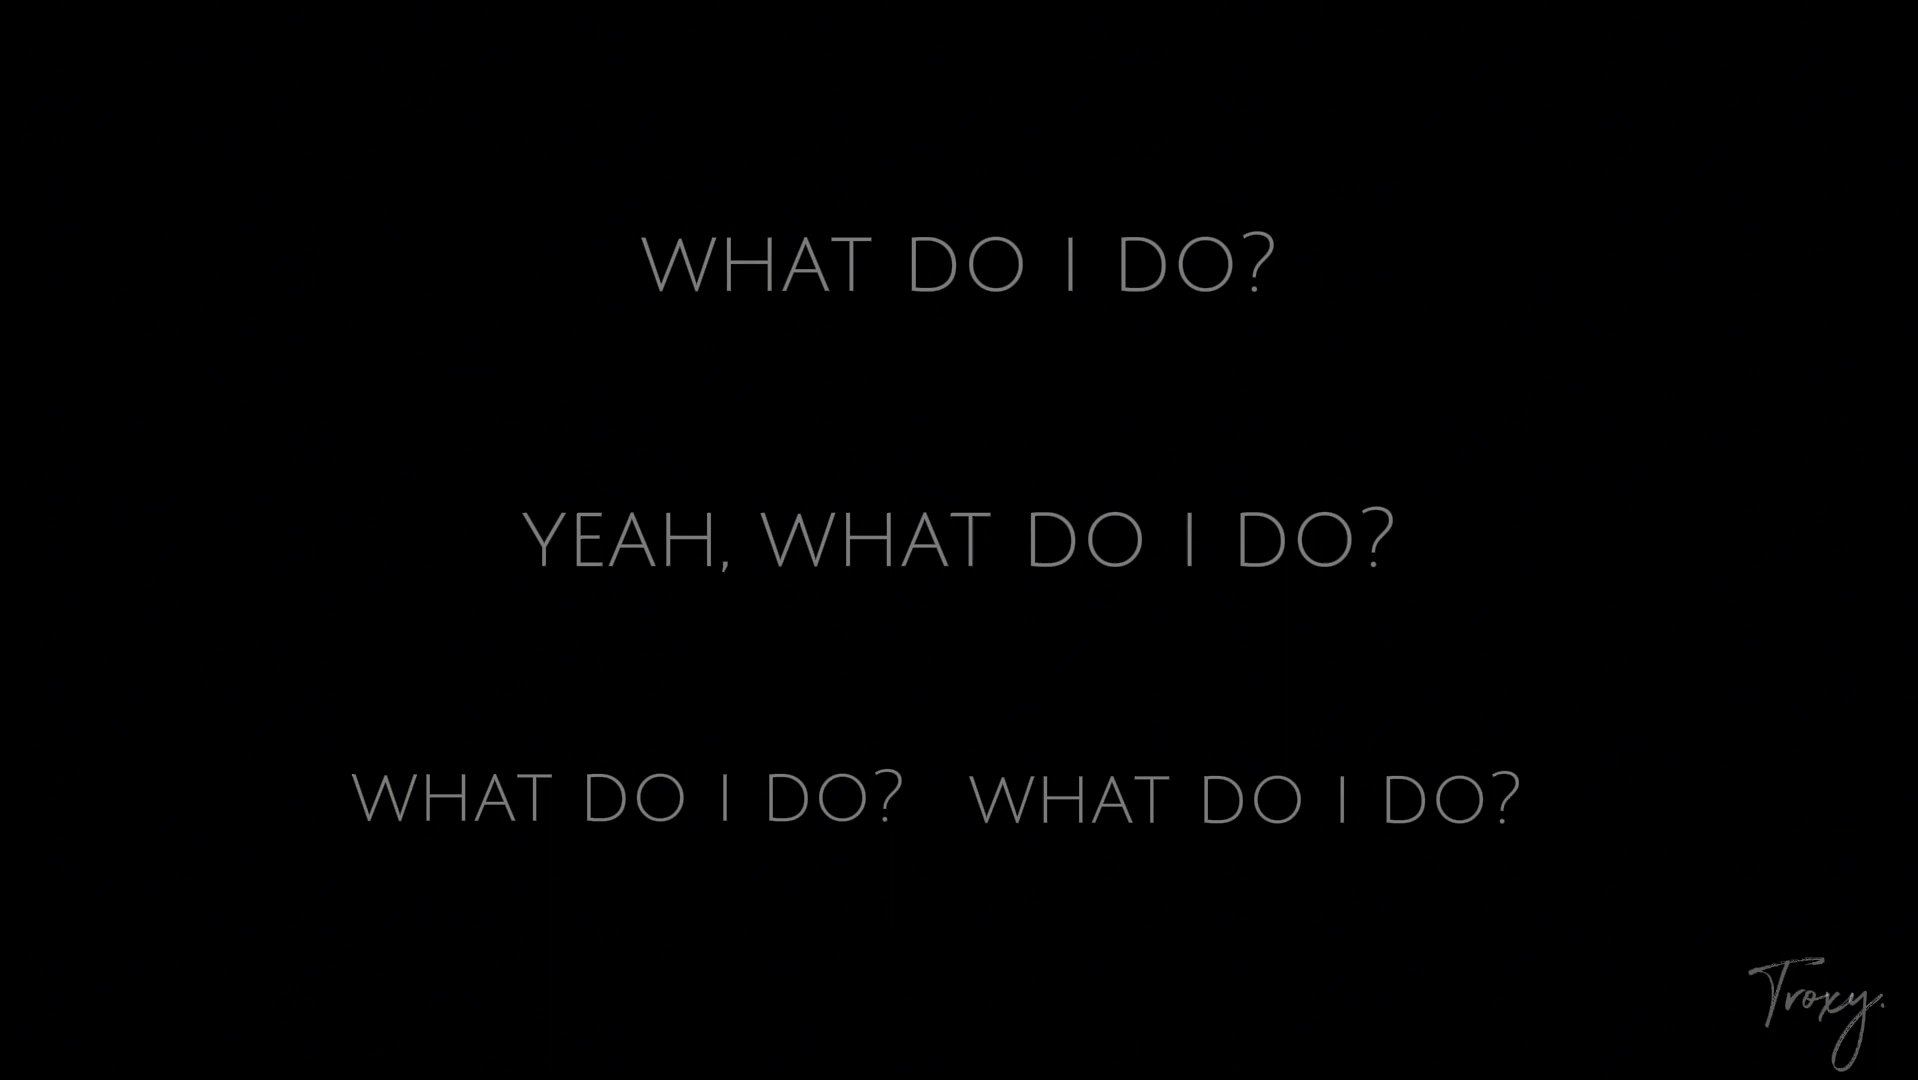 WHAT DO I DO?
YEAH, WHAT DO I DO?
WHAT DO I DO? WHAT DO I DO?
Troxy.